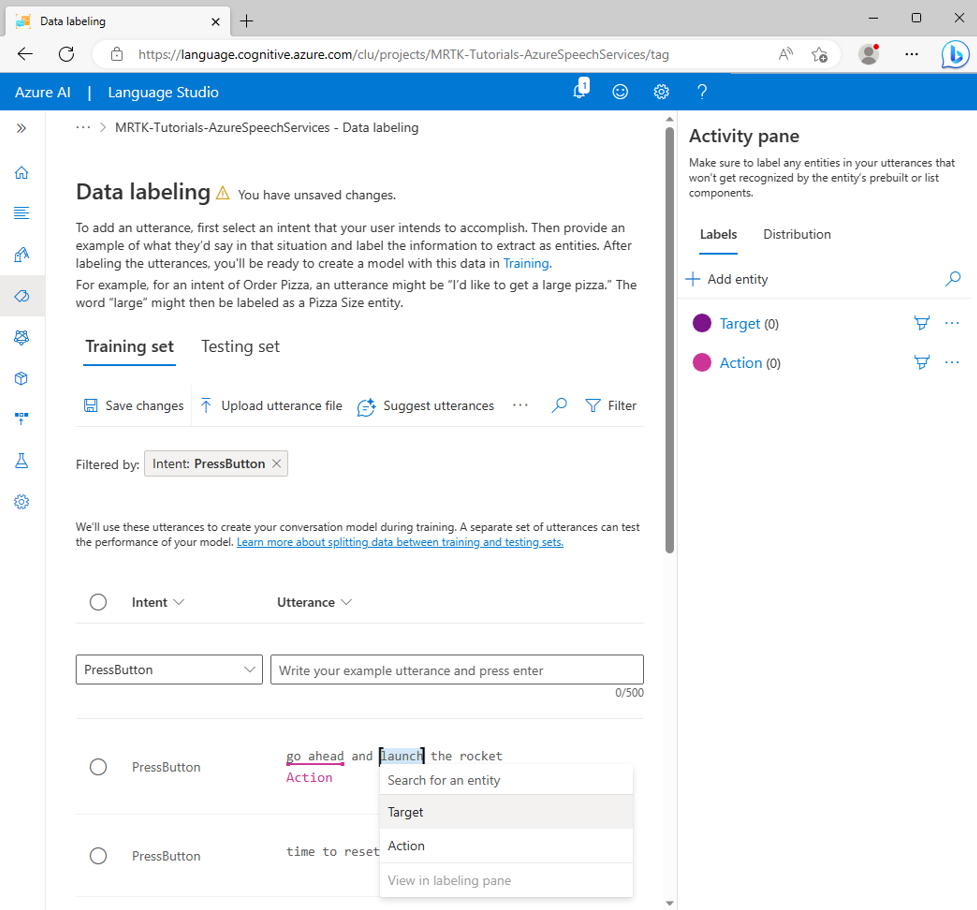 Data labeling
https://language.cognitive.azure.com/clu/projects/MRTK-Tutorials-AzureSpeechServices/tag
Azure AI | Language Studio
1
··· > MRTK-Tutorials-AzureSpeechServices - Data labeling
Data labeling You have unsaved changes.
To add an utterance, first select an intent that your user intends to accomplish. Then provide an
example of what they'd say in that situation and label the information to extract as entities. After
labeling the utterances, you'll be ready to create a model with this data in Training.
For example, for an intent of Order Pizza, an utterance might be "I'd like to get a large pizza." The
word "large" might then be labeled as a Pizza Size entity.
Training set Testing set
Save changes Upload utterance file Suggest utterances ··· Filter
Filtered by: Intent: PressButton
We'll use these utterances to create your conversation model during training. A separate set of utterances can test
the performance of your model. Learn more about splitting data between training and testing sets.
Intent Utterance
PressButton Write your example utterance and press enter
0/500
PressButton go ahead and [launch] the rocket
Action
Search for an entity
Target
Action
View in labeling pane
PressButton time to reset
Activity pane
Make sure to label any entities in your utterances that
won't get recognized by the entity's prebuilt or list
components.
Labels Distribution
+ Add entity
Target (0)
Action (0)